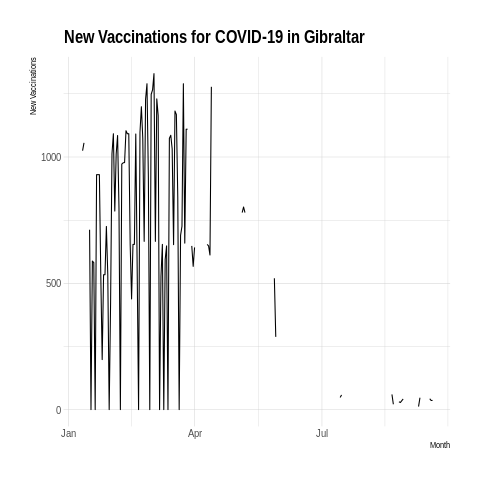 New Vaccinations for COVID-19 in Gibraltar
New Vaccinations
1000
500
0
Jan Apr Jul
Month